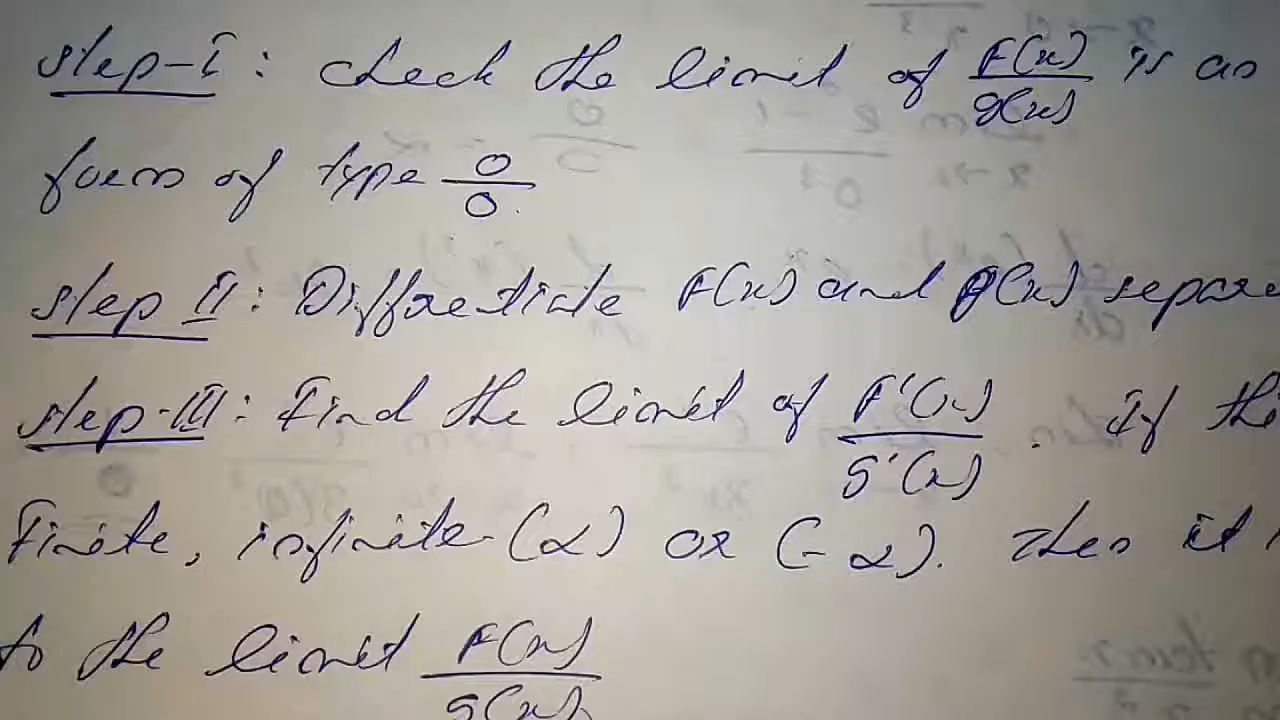 Step-I: Check the limit of F(x)/g(x) is an
form of type 0/0.
Step II: Differentiate F(x) and g(x) separa
Step-III: Find the limit of F'(x)/g'(x). If thi
Finite, infinite (α) or (-α). Then it
to the limit F(x)/g(x)